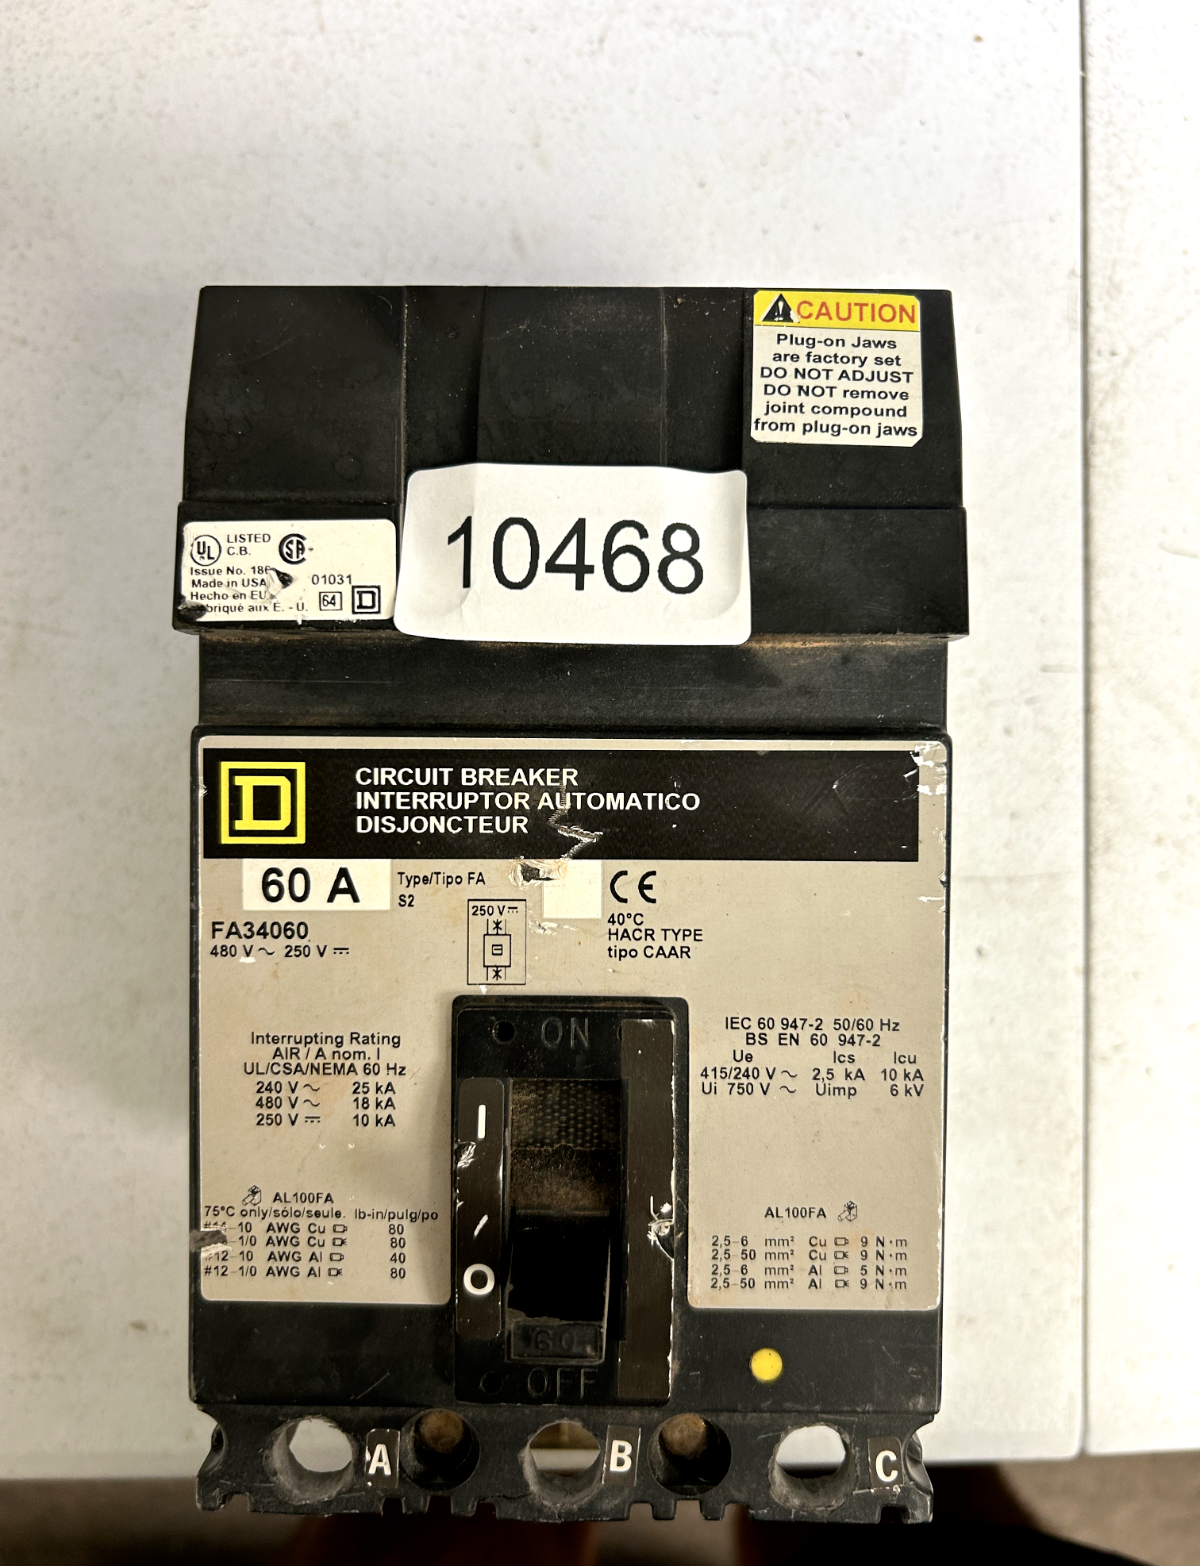 CAUTION
Plug-on Jaws
are factory set
DO NOT ADJUST
DO NOT remove
joint compound
from plug-on jaws
10468
UL LISTED
C.B.
SA
Issue No. 18
Made in USA
01031
Hecho en EU
aux E. - U.
64
D
D
CIRCUIT BREAKER
INTERRUPTOR AUTOMATICO
DISJONCTEUR
60 A
Type/Tipo FA
S2
CE
FA34060
480 V ~ 250 V ⎓
250 V ⎓
40°C
HACR TYPE
tipo CAAR
Interrupting Rating
AIR / A nom. I
UL/CSA/NEMA 60 Hz
240 V ~ 25 kA
480 V ~ 18 kA
250 V ⎓ 10 kA
ON
I
/
O
60
OFF
IEC 60 947-2 50/60 Hz
BS EN 60 947-2
Ue Ics Icu
415/240 V ~ 2,5 kA 10 kA
Ui 750 V ~ Uimp 6 kV
AL100FA
75°C only/sólo/seule. lb-in/pulg/po
-10 AWG Cu 80
-1/0 AWG Cu 80
#12-10 AWG Al 40
#12-1/0 AWG Al 80
AL100FA
2,5-6 mm² Cu 9 N·m
2,5-50 mm² Cu 9 N·m
2,5-6 mm² Al 5 N·m
2,5-50 mm² Al 9 N·m
A
B
C